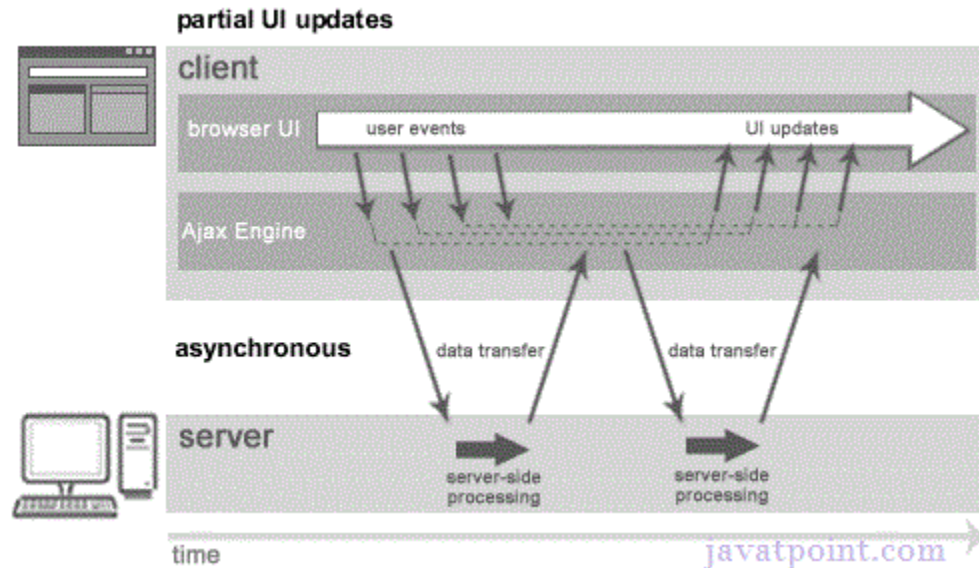 partial UI updates
client
browser UI
user events
UI updates
Ajax Engine
asynchronous
data transfer
data transfer
server
server-side
processing
server-side
processing
time
javatpoint.com